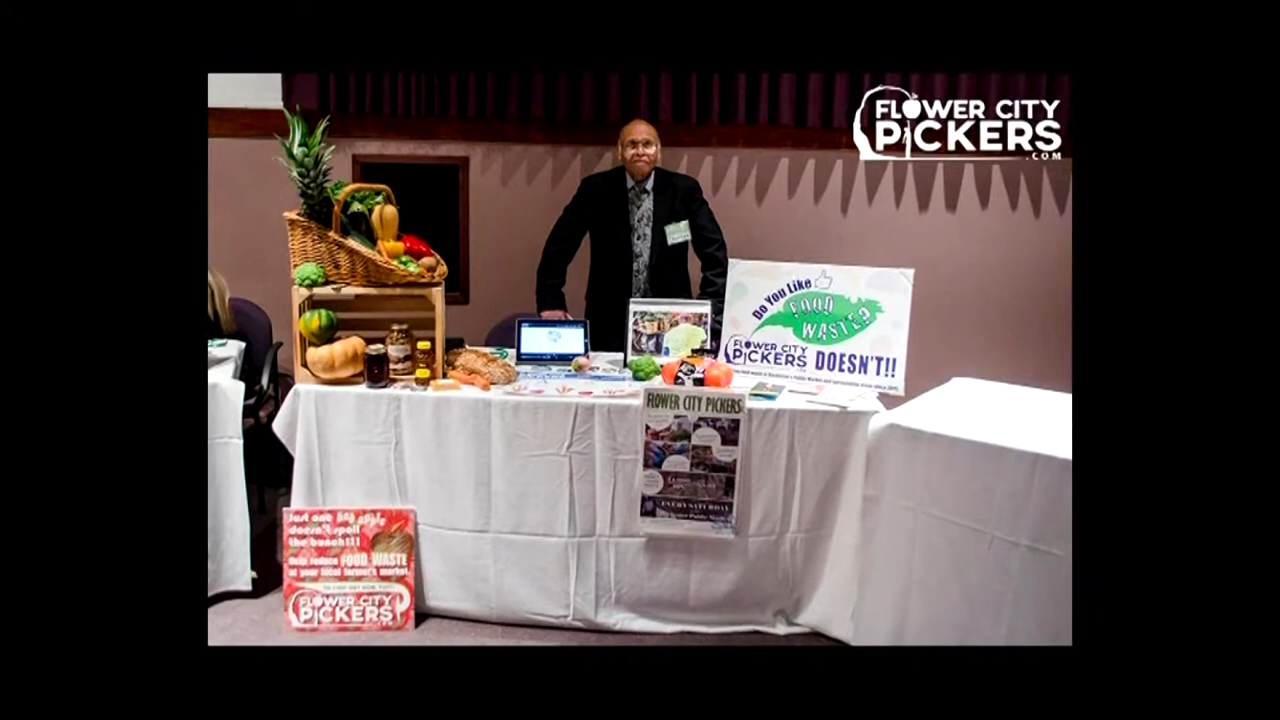 FLOWER CITY
PICKERS
.COM
Do You Like
FOOD
WASTE?
FLOWER CITY
PICKERS DOESN'T!!
FLOWER CITY PICKERS
EVERY SATURDAY
Just one bad apple
doesn't spoil
the bunch!!!
Help reduce FOOD WASTE
at your local farmer's market.
FLOWER CITY
PICKERS
.COM